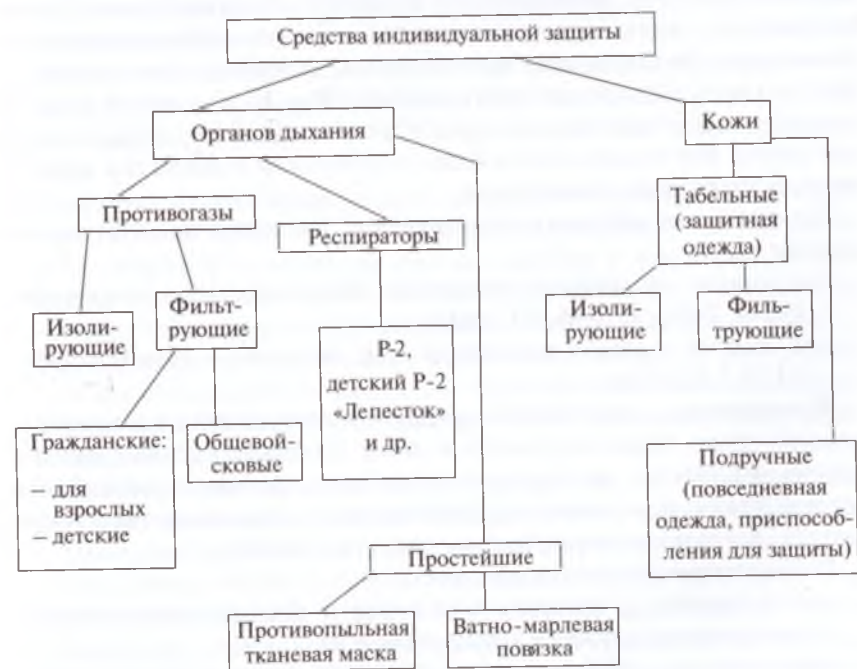 Средства индивидуальной защиты
Органов дыхания
Кожи
Противогазы
Респираторы
Табельные
(защитная
одежда)
Изоли-
рующие
Фильт-
рующие
Изоли-
рующие
Филь-
трующие
Р-2,
детский Р-2
«Лепесток»
и др.
Гражданские:
– для
взрослых
– детские
Общевой-
сковые
Подручные
(повседневная
одежда, приспособ-
ления для защиты)
Простейшие
Противопыльная
тканевая маска
Ватно-марлевая
повязка